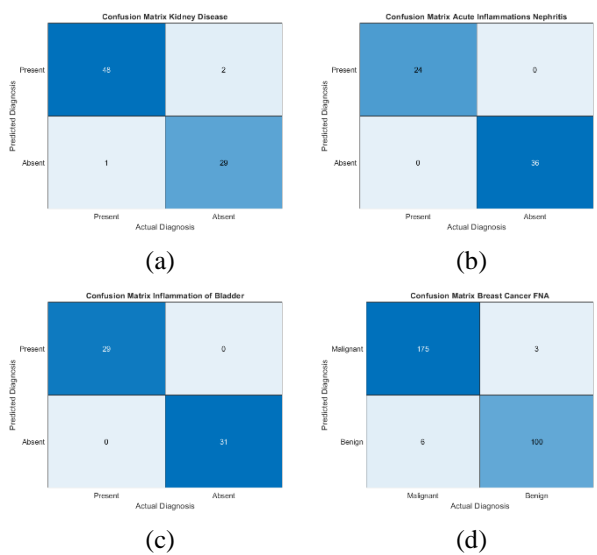 Confusion Matrix Kidney Disease
Predicted Diagnosis
Present
48
2
Absent
1
29
Present
Absent
Actual Diagnosis
(a)
Confusion Matrix Acute Inflammations Nephritis
Predicted Diagnosis
Present
24
0
Absent
0
36
Present
Absent
Actual Diagnosis
(b)
Confusion Matrix Inflamation of Bladder
Predicted Diagnosis
Present
29
0
Absent
0
31
Present
Absent
Actual Diagnosis
(c)
Confusion Matrix Breast Cancer FNA
Predicted Diagnosis
Malignant
175
3
Benign
6
100
Malignant
Benign
Actual Diagnosis
(d)